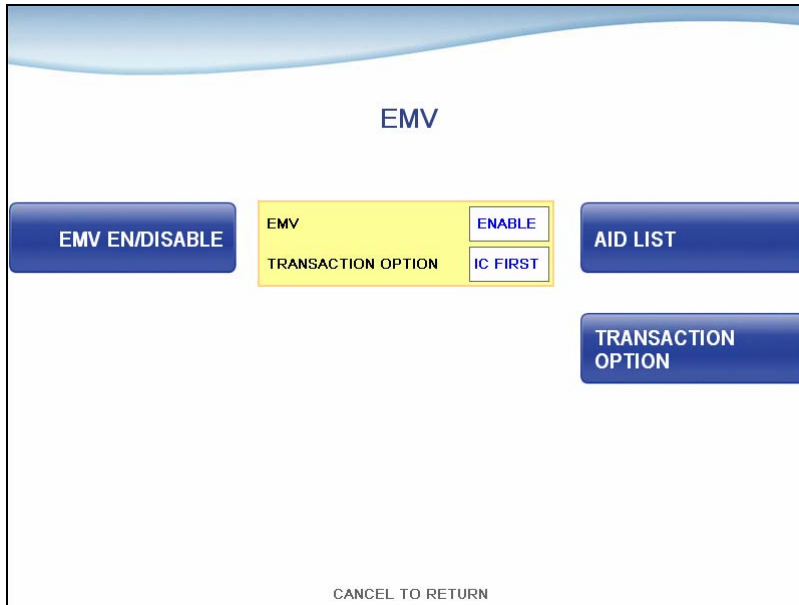 EMV
EMV EN/DISABLE
EMV ENABLE
TRANSACTION OPTION IC FIRST
AID LIST
TRANSACTION
OPTION
CANCEL TO RETURN